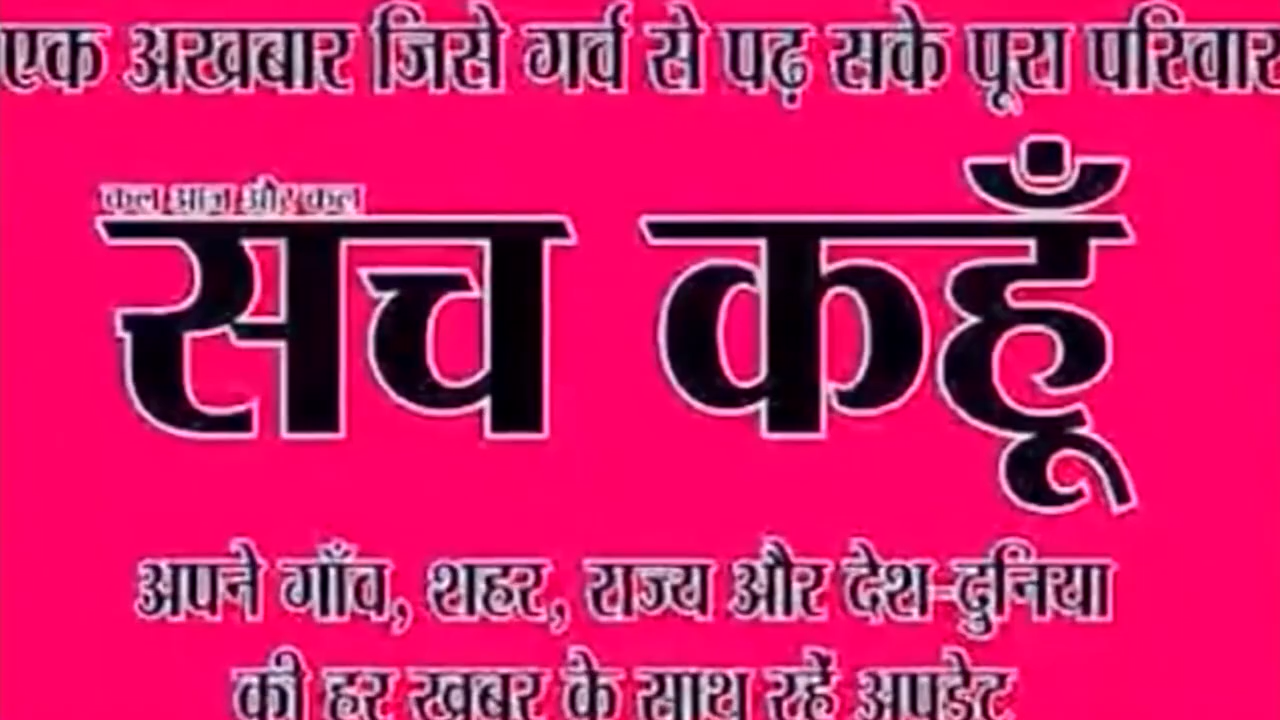 एक अखबार जिसे गर्व से पढ़ सके पूरा परिवार
कल आज और कल
सच कहूँ
अपने गाँव, शहर, राज्य और देश-दुनिया
की हर खबर के साथ रहें अपडेट